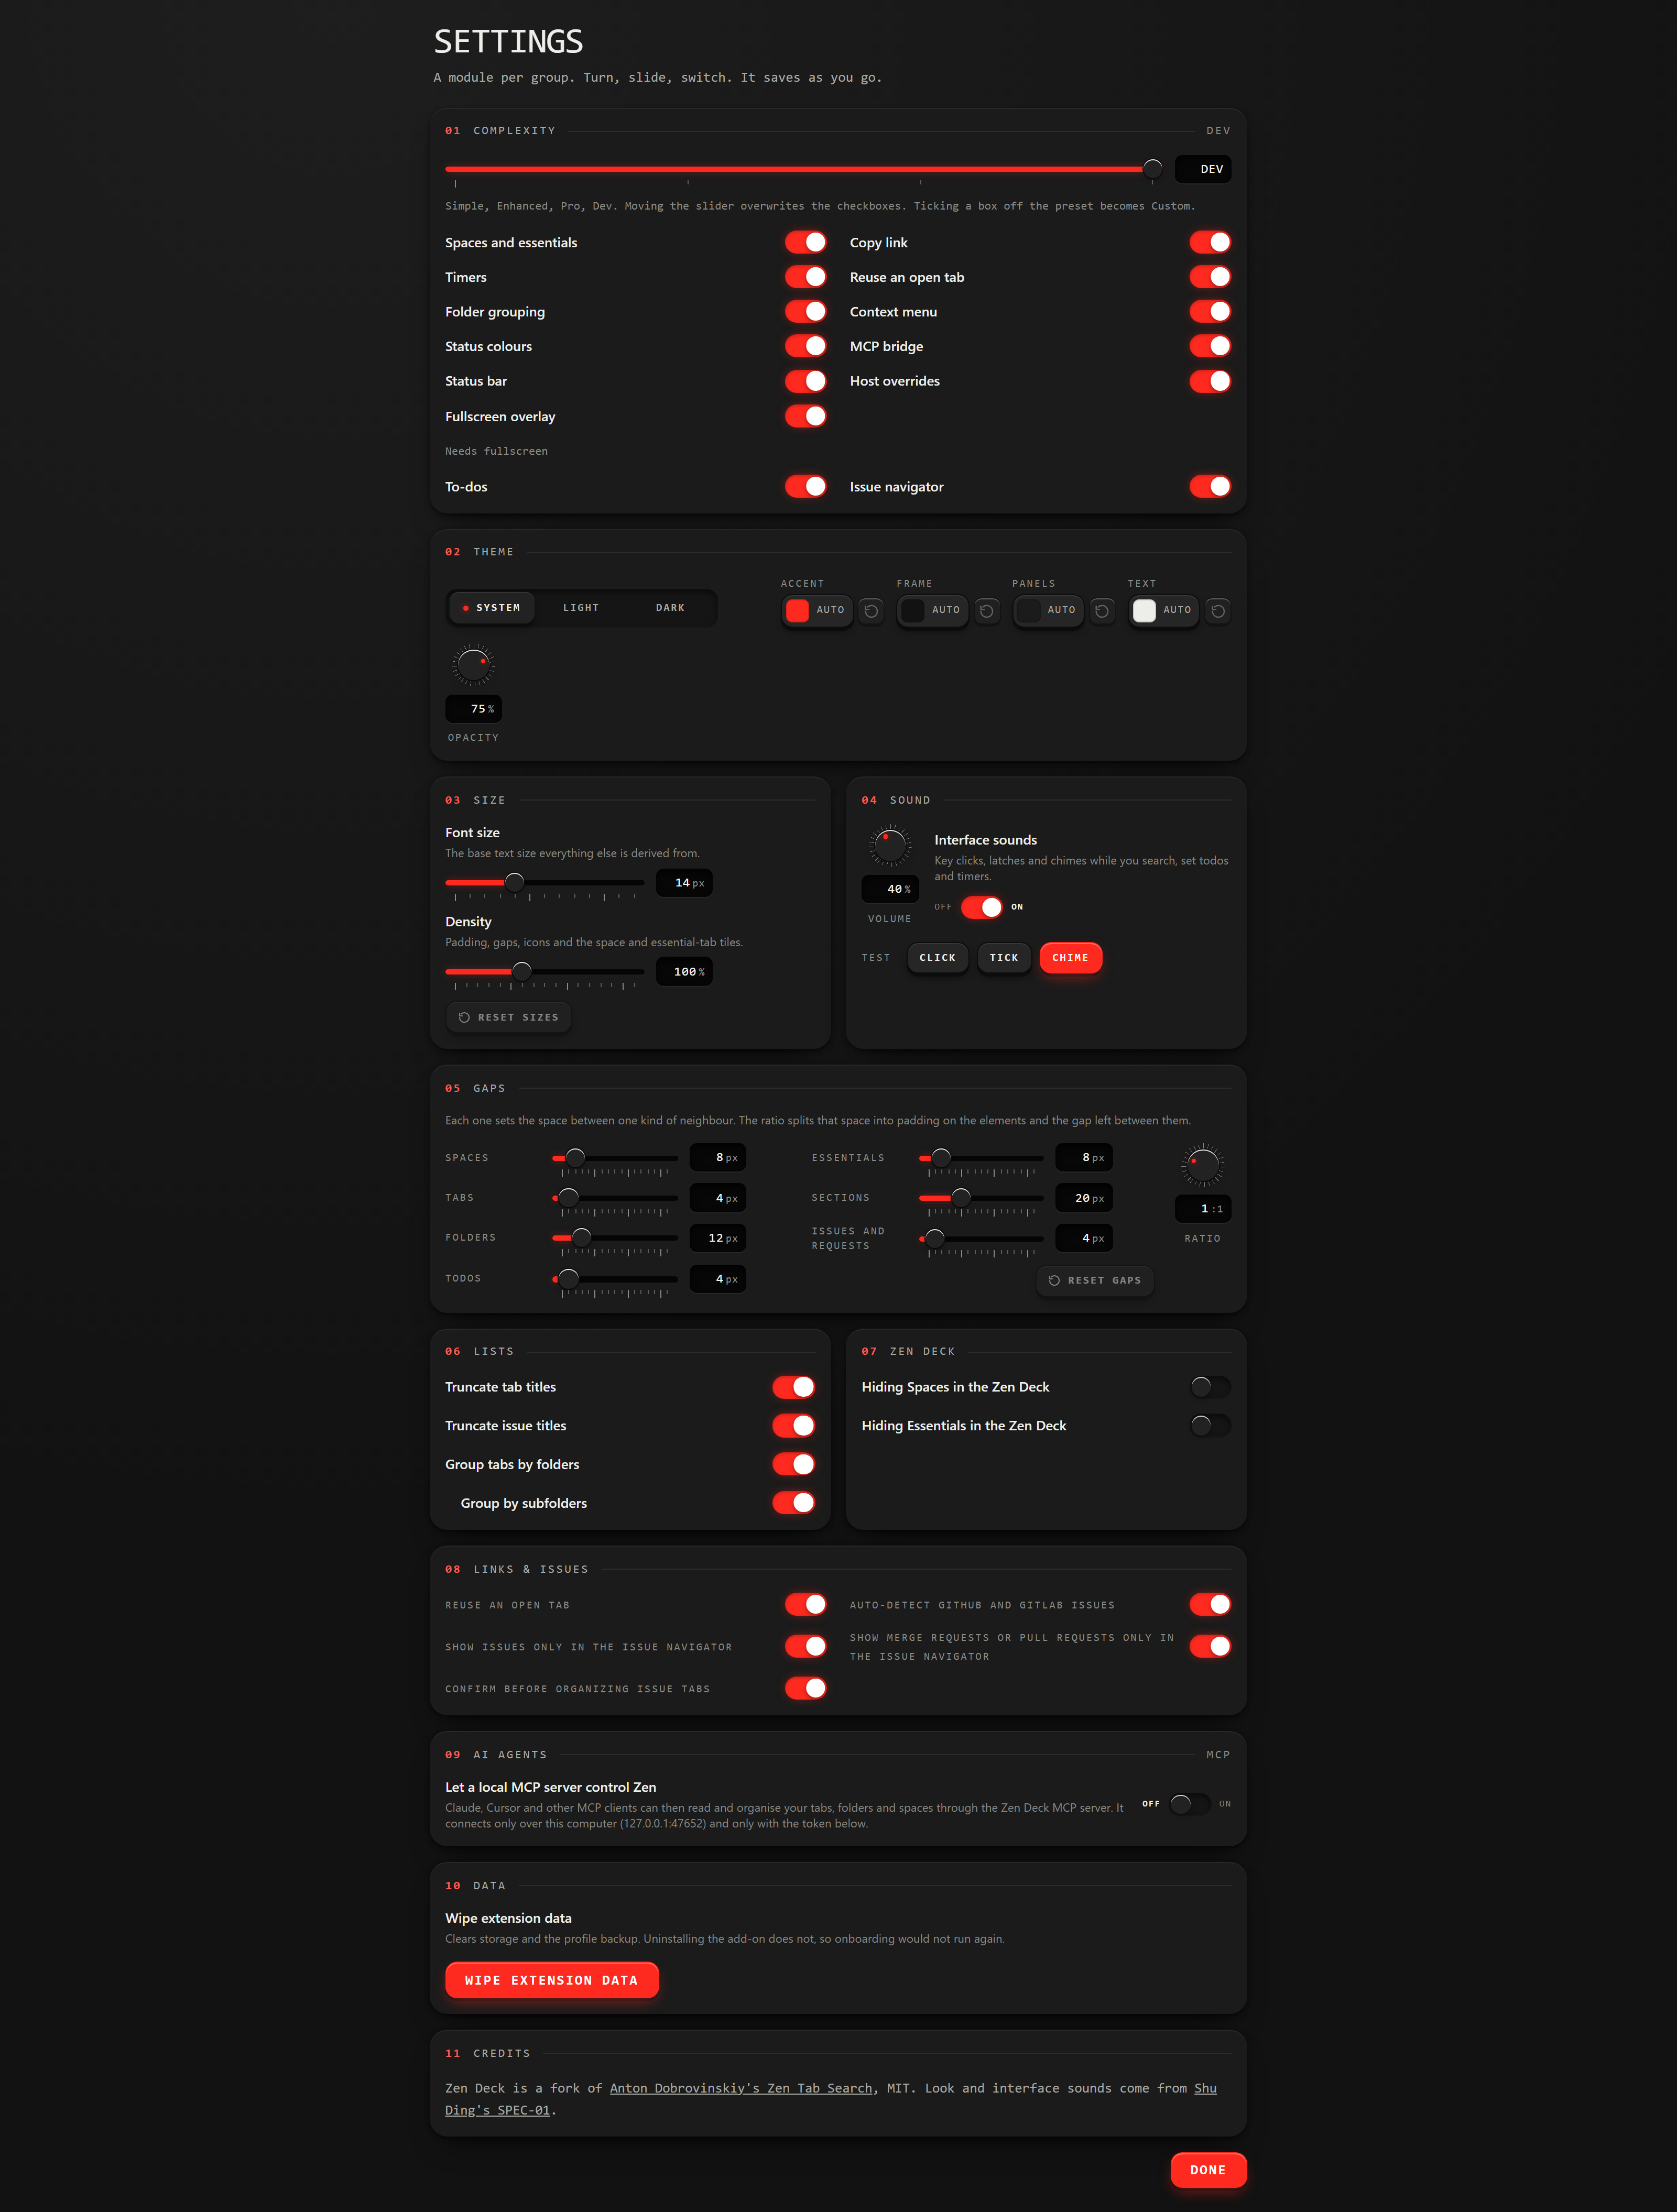 SETTINGS
A module per group. Turn, slide, switch. It saves as you go.
01 COMPLEXITY DEV
DEV
Simple, Enhanced, Pro, Dev. Moving the slider overwrites the checkboxes. Ticking a box off the preset becomes Custom.
Spaces and essentials Copy link
Timers Reuse an open tab
Folder grouping Context menu
Status colours MCP bridge
Status bar Host overrides
Fullscreen overlay
Needs fullscreen
To-dos Issue navigator
02 THEME
ACCENT FRAME PANELS TEXT
SYSTEM LIGHT DARK AUTO AUTO AUTO AUTO
75 %
OPACITY
03 SIZE
Font size
The base text size everything else is derived from.
14 px
Density
Padding, gaps, icons and the space and essential-tab tiles.
100 %
RESET SIZES
04 SOUND
Interface sounds
Key clicks, latches and chimes while you search, set todos
and timers.
40 %
OFF ON
VOLUME
TEST CLICK TICK CHIME
05 GAPS
Each one sets the space between one kind of neighbour. The ratio splits that space into padding on the elements and the gap left between them.
SPACES 8 px ESSENTIALS 8 px
TABS 4 px SECTIONS 20 px
1 :1
FOLDERS 12 px ISSUES AND
REQUESTS 4 px
RATIO
TODOS 4 px
RESET GAPS
06 LISTS
Truncate tab titles
Truncate issue titles
Group tabs by folders
Group by subfolders
07 ZEN DECK
Hiding Spaces in the Zen Deck
Hiding Essentials in the Zen Deck
08 LINKS & ISSUES
REUSE AN OPEN TAB AUTO-DETECT GITHUB AND GITLAB ISSUES
SHOW ISSUES ONLY IN THE ISSUE NAVIGATOR
SHOW MERGE REQUESTS OR PULL REQUESTS ONLY IN
THE ISSUE NAVIGATOR
CONFIRM BEFORE ORGANIZING ISSUE TABS
09 AI AGENTS MCP
Let a local MCP server control Zen
Claude, Cursor and other MCP clients can then read and organise your tabs, folders and spaces through the Zen Deck MCP server. It
connects only over this computer (127.0.0.1:47652) and only with the token below.
OFF ON
10 DATA
Wipe extension data
Clears storage and the profile backup. Uninstalling the add-on does not, so onboarding would not run again.
WIPE EXTENSION DATA
11 CREDITS
Zen Deck is a fork of Anton Dobrovinskiy's Zen Tab Search, MIT. Look and interface sounds come from Shu
Ding's SPEC-01.
DONE